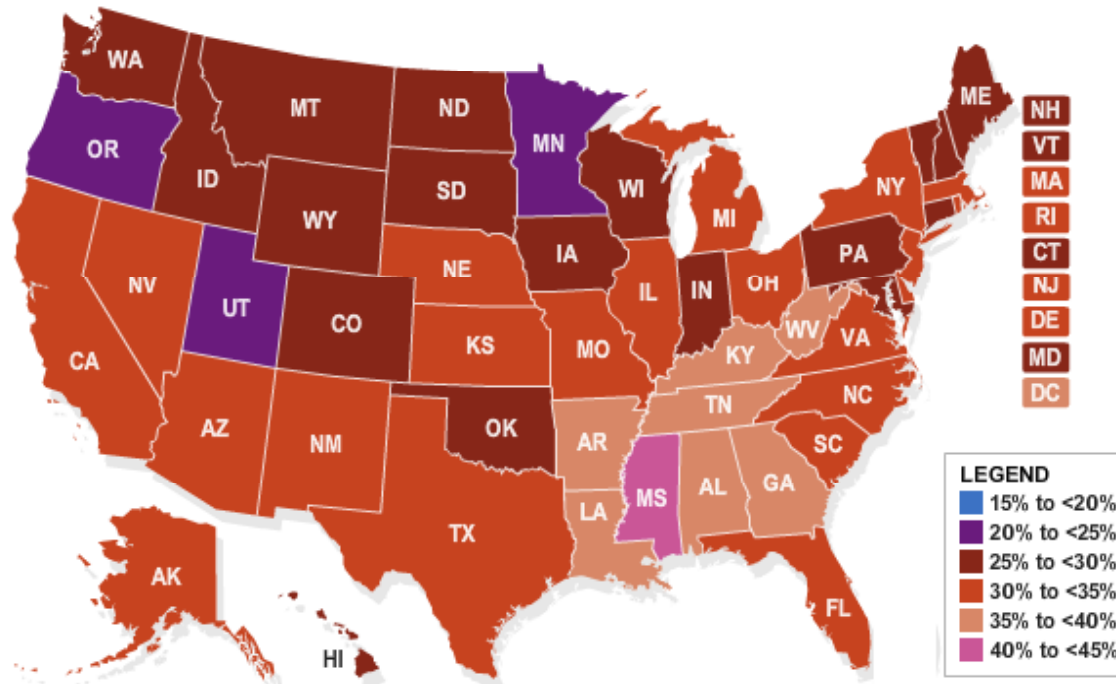 WA
MT
ND
MN
ME
OR
ID
SD
WI
NY
WY
MI
IA
PA
NE
NV
UT
CO
IL
IN
OH
WV
VA
KS
MO
KY
CA
NC
TN
AZ
NM
OK
AR
SC
MS
AL
GA
LA
TX
AK
FL
HI
NH
VT
MA
RI
CT
NJ
DE
MD
DC
LEGEND
15% to <20%
20% to <25%
25% to <30%
30% to <35%
35% to <40%
40% to <45%